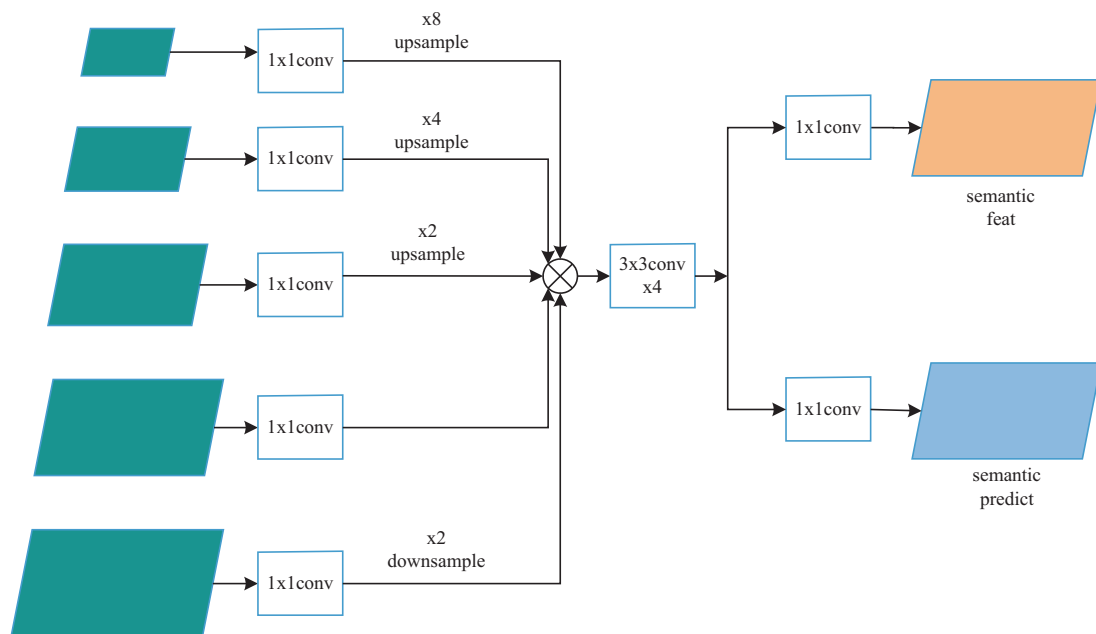 x8
upsample
1x1conv
x4
upsample
1x1conv
x2
upsample
1x1conv
1x1conv
x2
downsample
1x1conv
3x3conv
x4
1x1conv
semantic
feat
1x1conv
semantic
predict